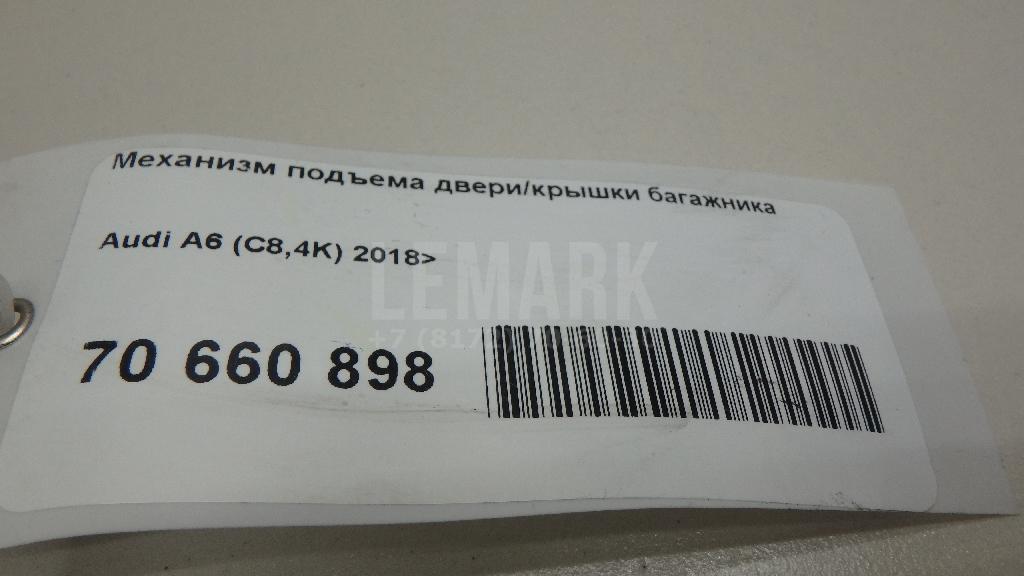 Механизм подъема двери/крышки багажника
Audi A6 (C8,4K) 2018>
LEMARK
70 660 898